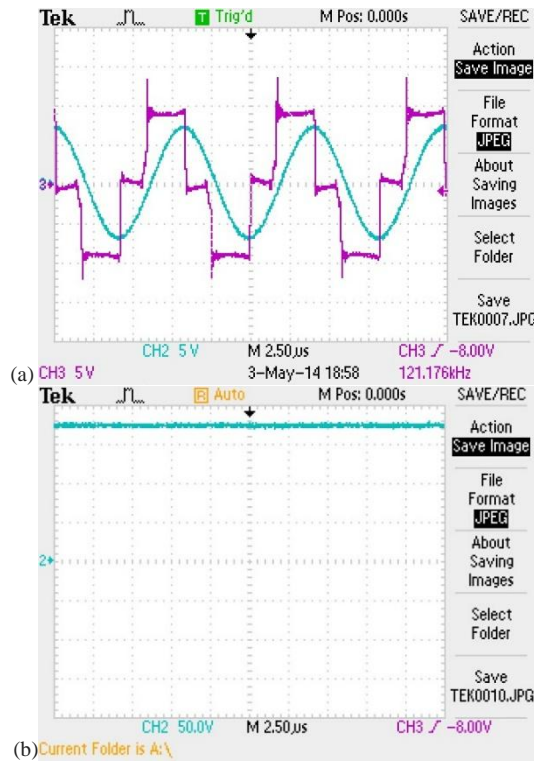 Tek T Trig'd M Pos: 0.000s SAVE/REC
Action
Save Image
File
Format
JPEG
About
Saving
Images
Select
Folder
Save
TEK0007.JPG
3
CH2 5V M 2.50µs CH3 -8.00V
(a) CH3 5V 3-May-14 18:58 121.176kHz
Tek R Auto M Pos: 0.000s SAVE/REC
Action
Save Image
File
Format
JPEG
About
Saving
Images
Select
Folder
Save
TEK0010.JPG
2
CH2 50.0V M 2.50µs CH3 -8.00V
(b) Current Folder is A:\